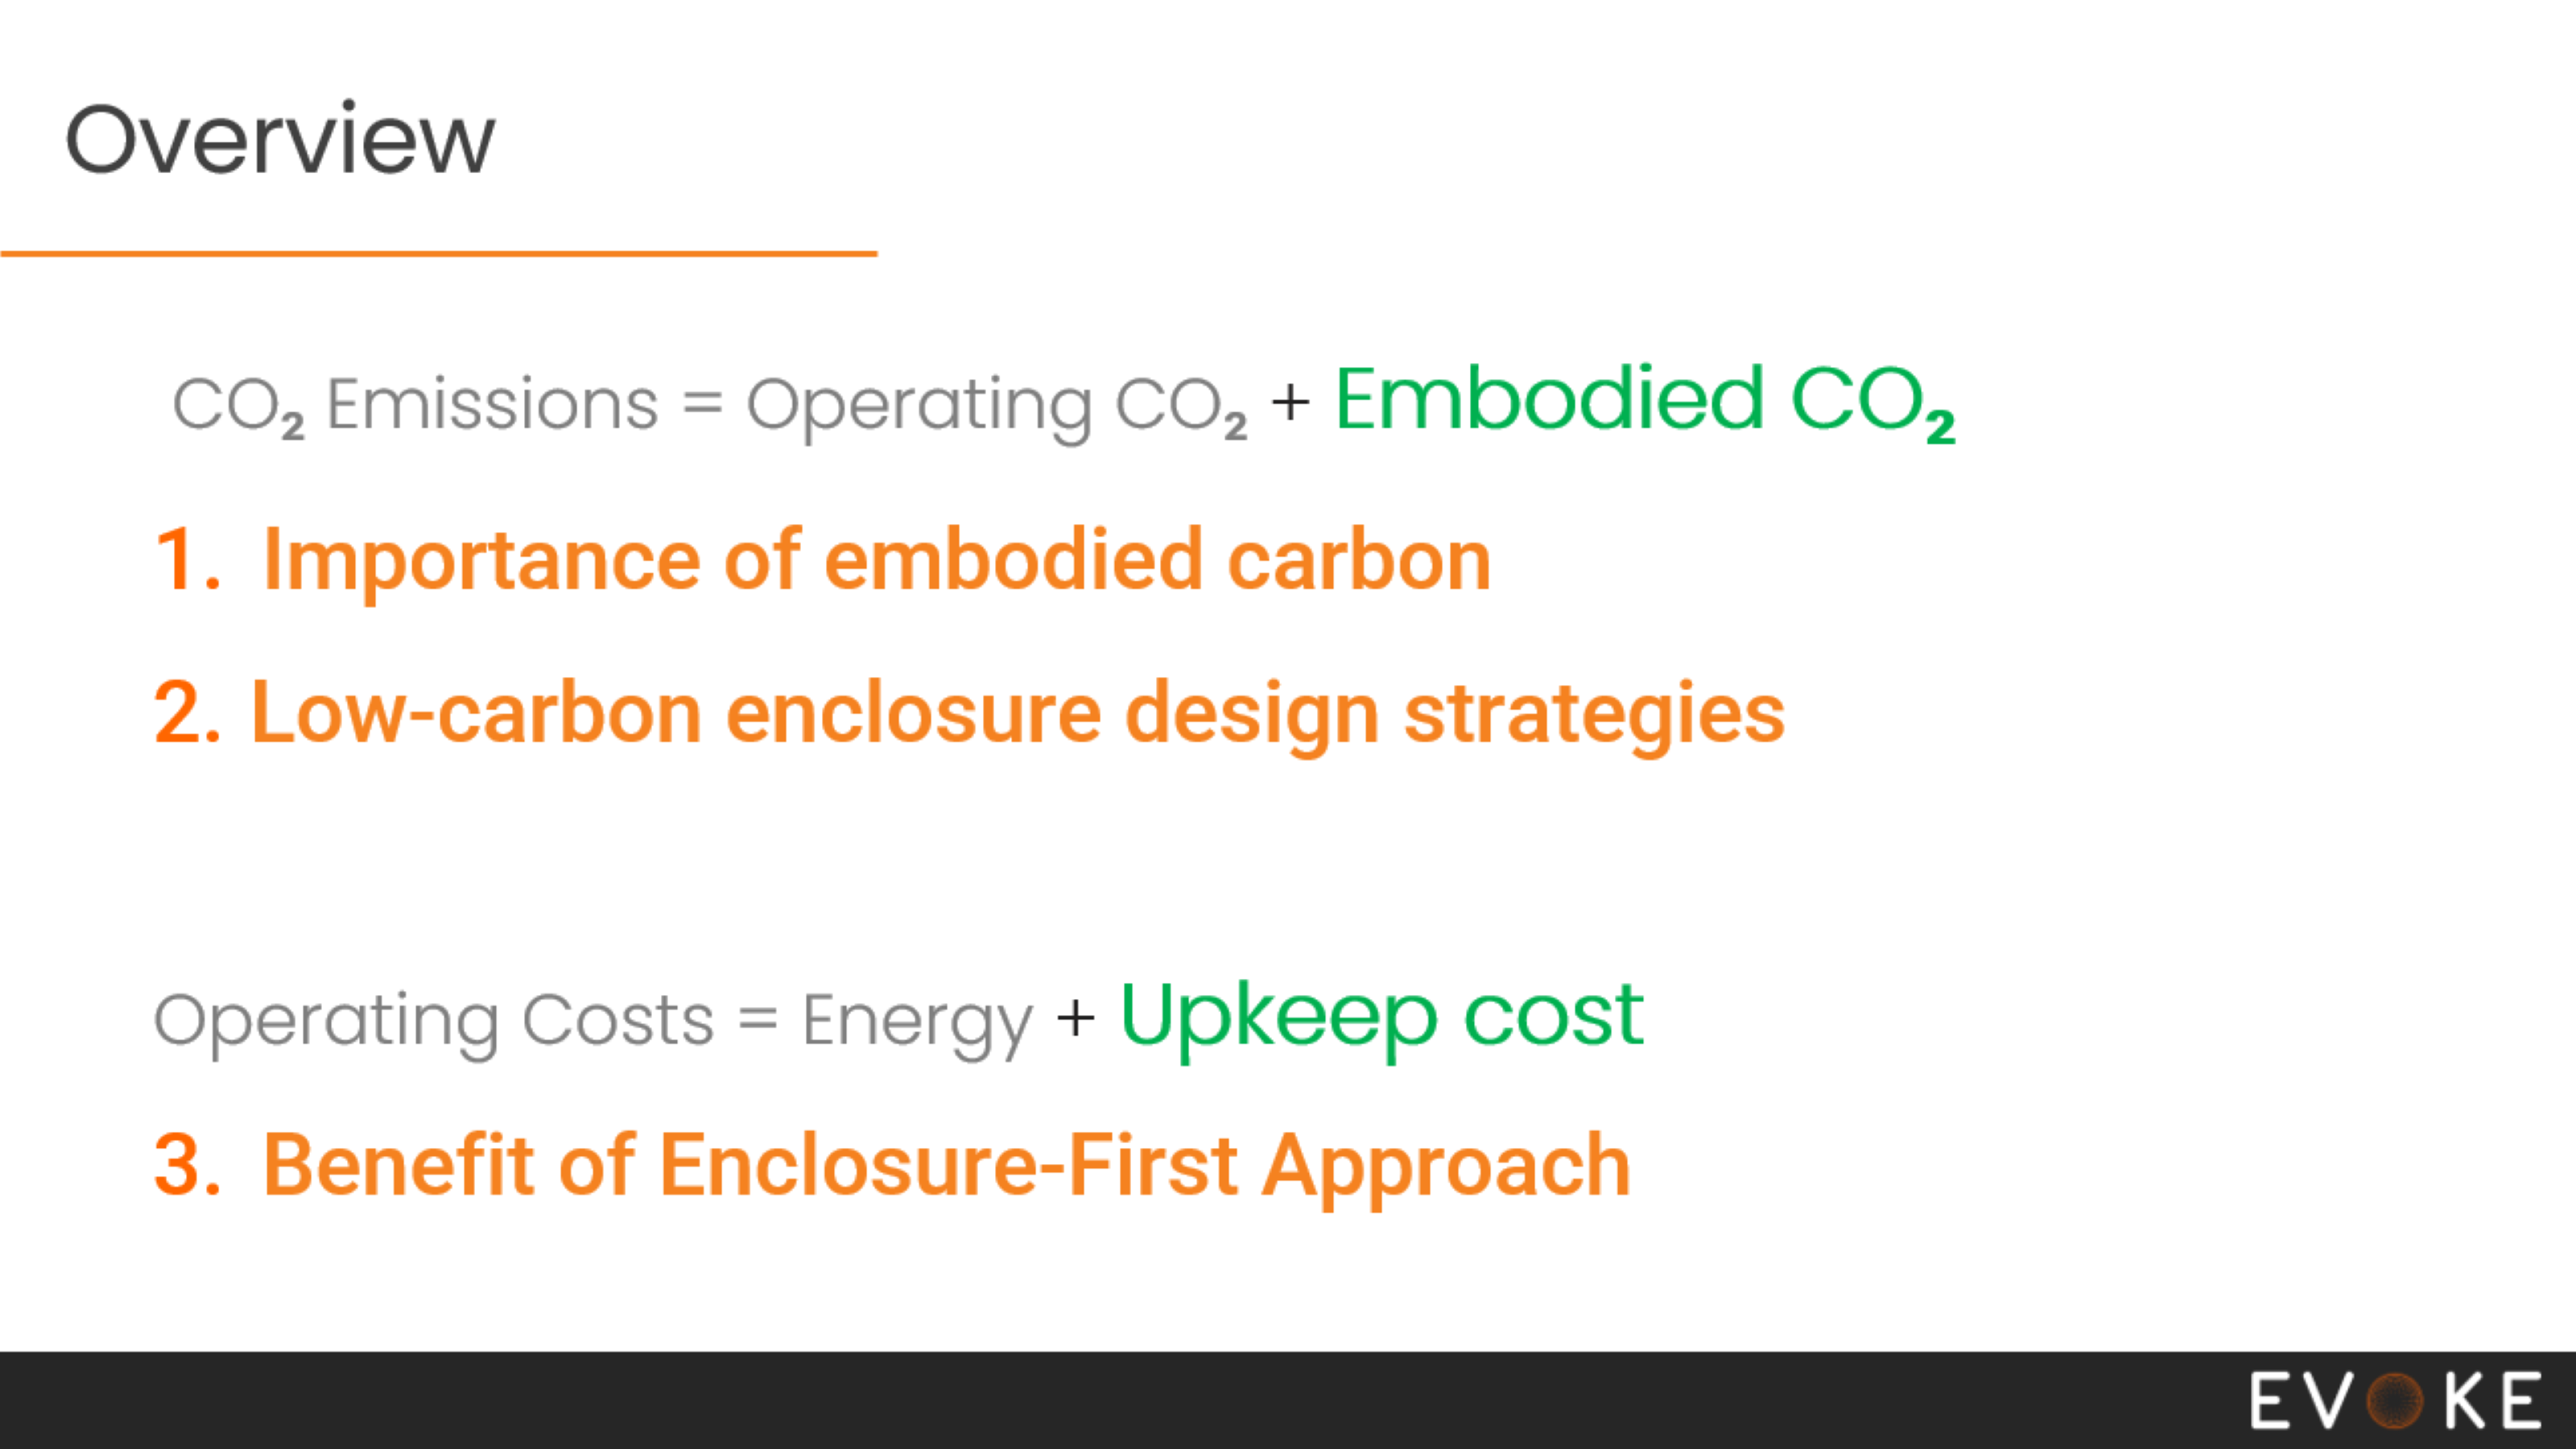 Overview
CO₂ Emissions = Operating CO₂ + Embodied CO₂
1. Importance of embodied carbon
2. Low-carbon enclosure design strategies
Operating Costs = Energy + Upkeep cost
3. Benefit of Enclosure-First Approach
EVOKE